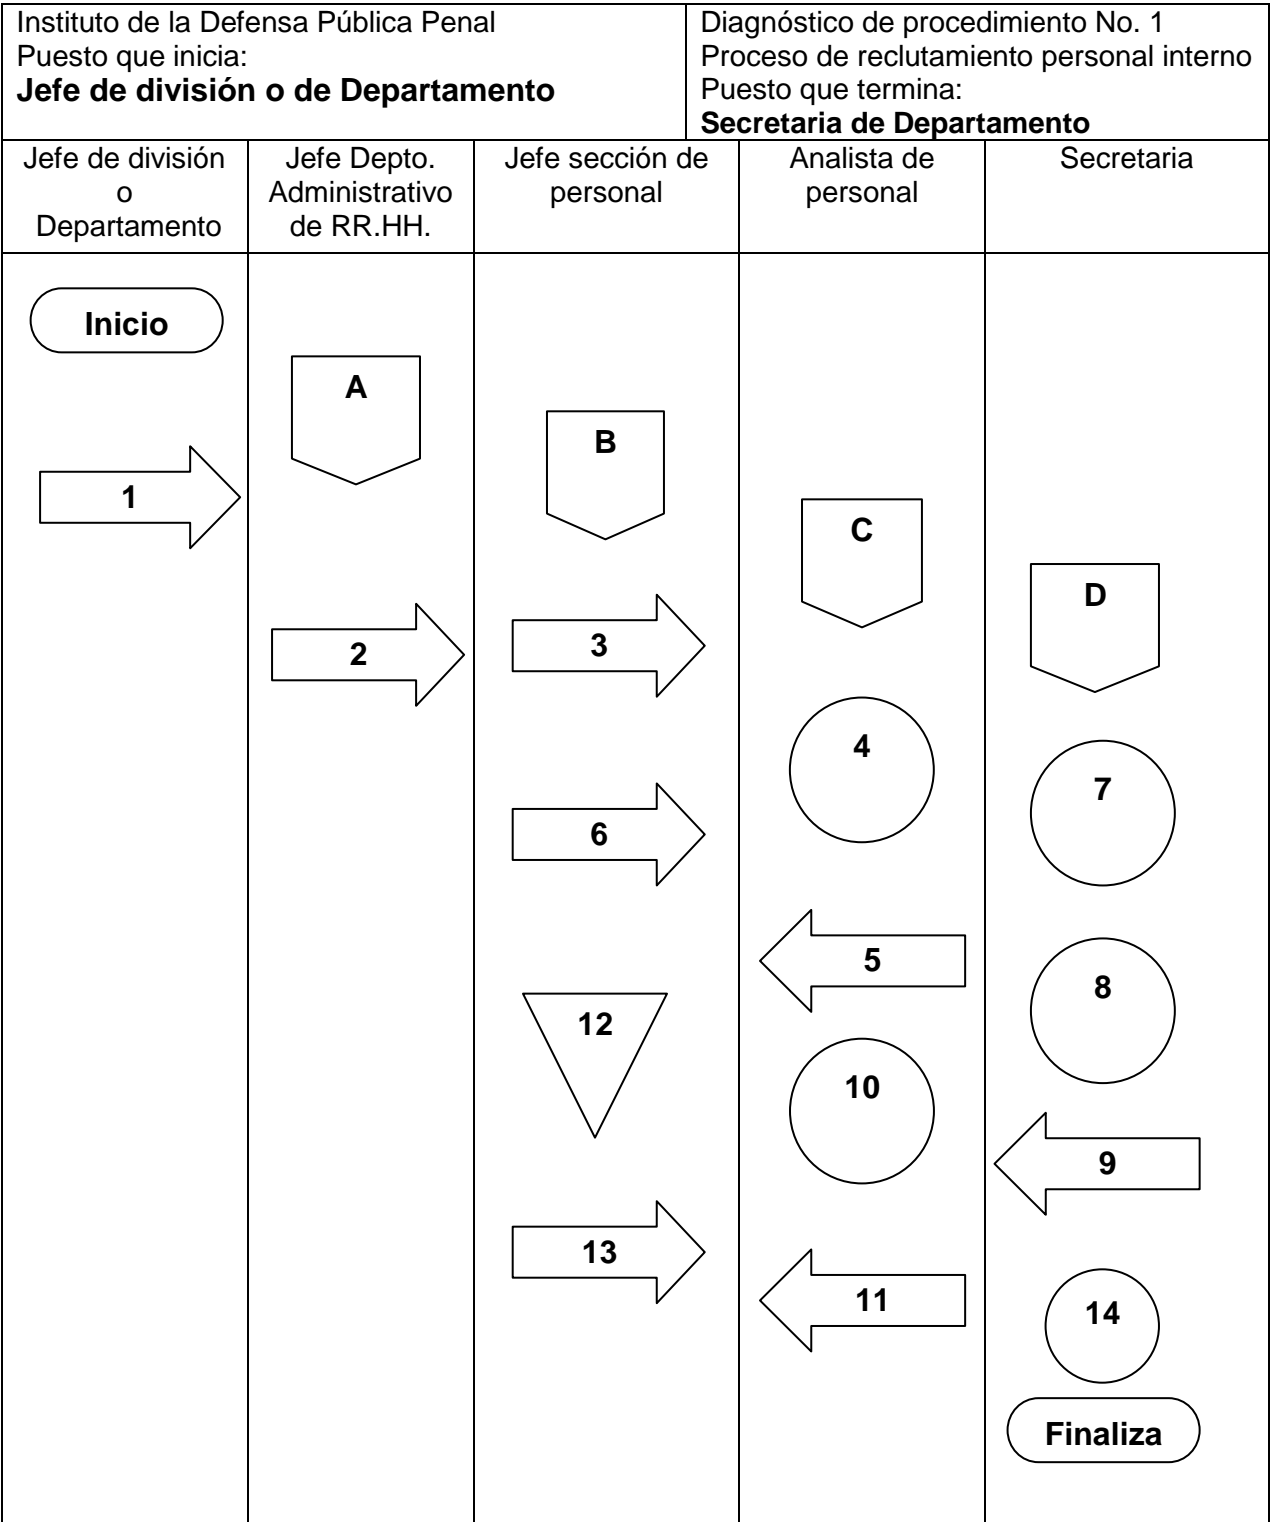 Instituto de la Defensa Pública Penal
Puesto que inicia:
Jefe de división o de Departamento
Diagnóstico de procedimiento No. 1
Proceso de reclutamiento personal interno
Puesto que termina:
Secretaria de Departamento
Jefe de división
o
Departamento
Jefe Depto.
Administrativo
de RR.HH.
Jefe sección de
personal
Analista de
personal
Secretaria
Inicio
1
A
2
B
3
6
12
13
C
4
5
10
11
D
7
8
9
14
Finaliza